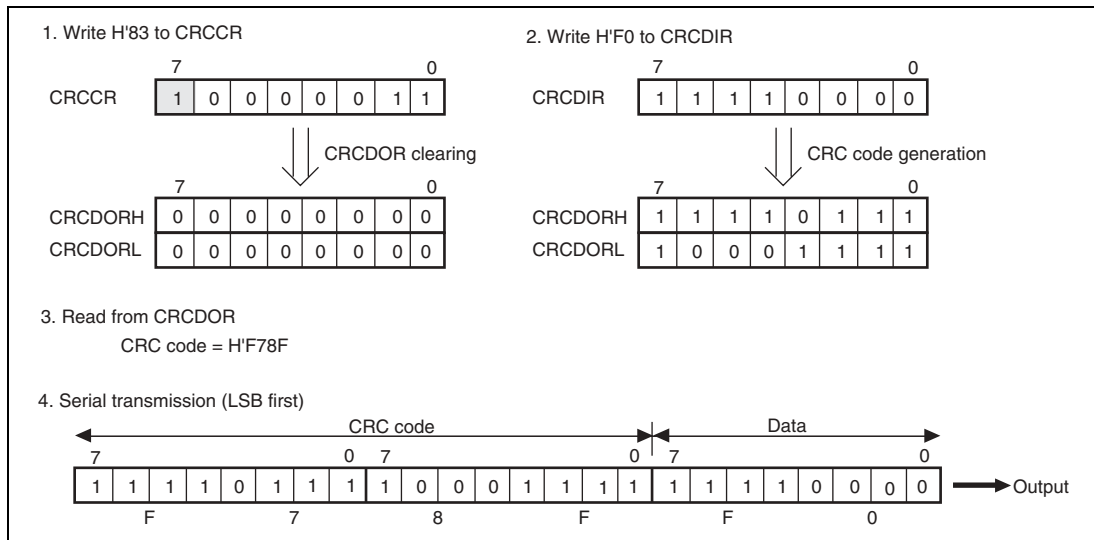 1. Write H'83 to CRCCR
7 0
CRCCR 1 0 0 0 0 0 1 1
CRCDOR clearing
7 0
CRCDORH 0 0 0 0 0 0 0 0
CRCDORL 0 0 0 0 0 0 0 0
2. Write H'F0 to CRCDIR
7 0
CRCDIR 1 1 1 1 0 0 0 0
CRC code generation
7 0
CRCDORH 1 1 1 1 0 1 1 1
CRCDORL 1 0 0 0 1 1 1 1
3. Read from CRCDOR
CRC code = H'F78F
4. Serial transmission (LSB first)
CRC code Data
7 0 7 0 7 0
1 1 1 1 0 1 1 1 1 0 0 0 1 1 1 1 1 1 1 1 0 0 0 0 Output
F 7 8 F F 0